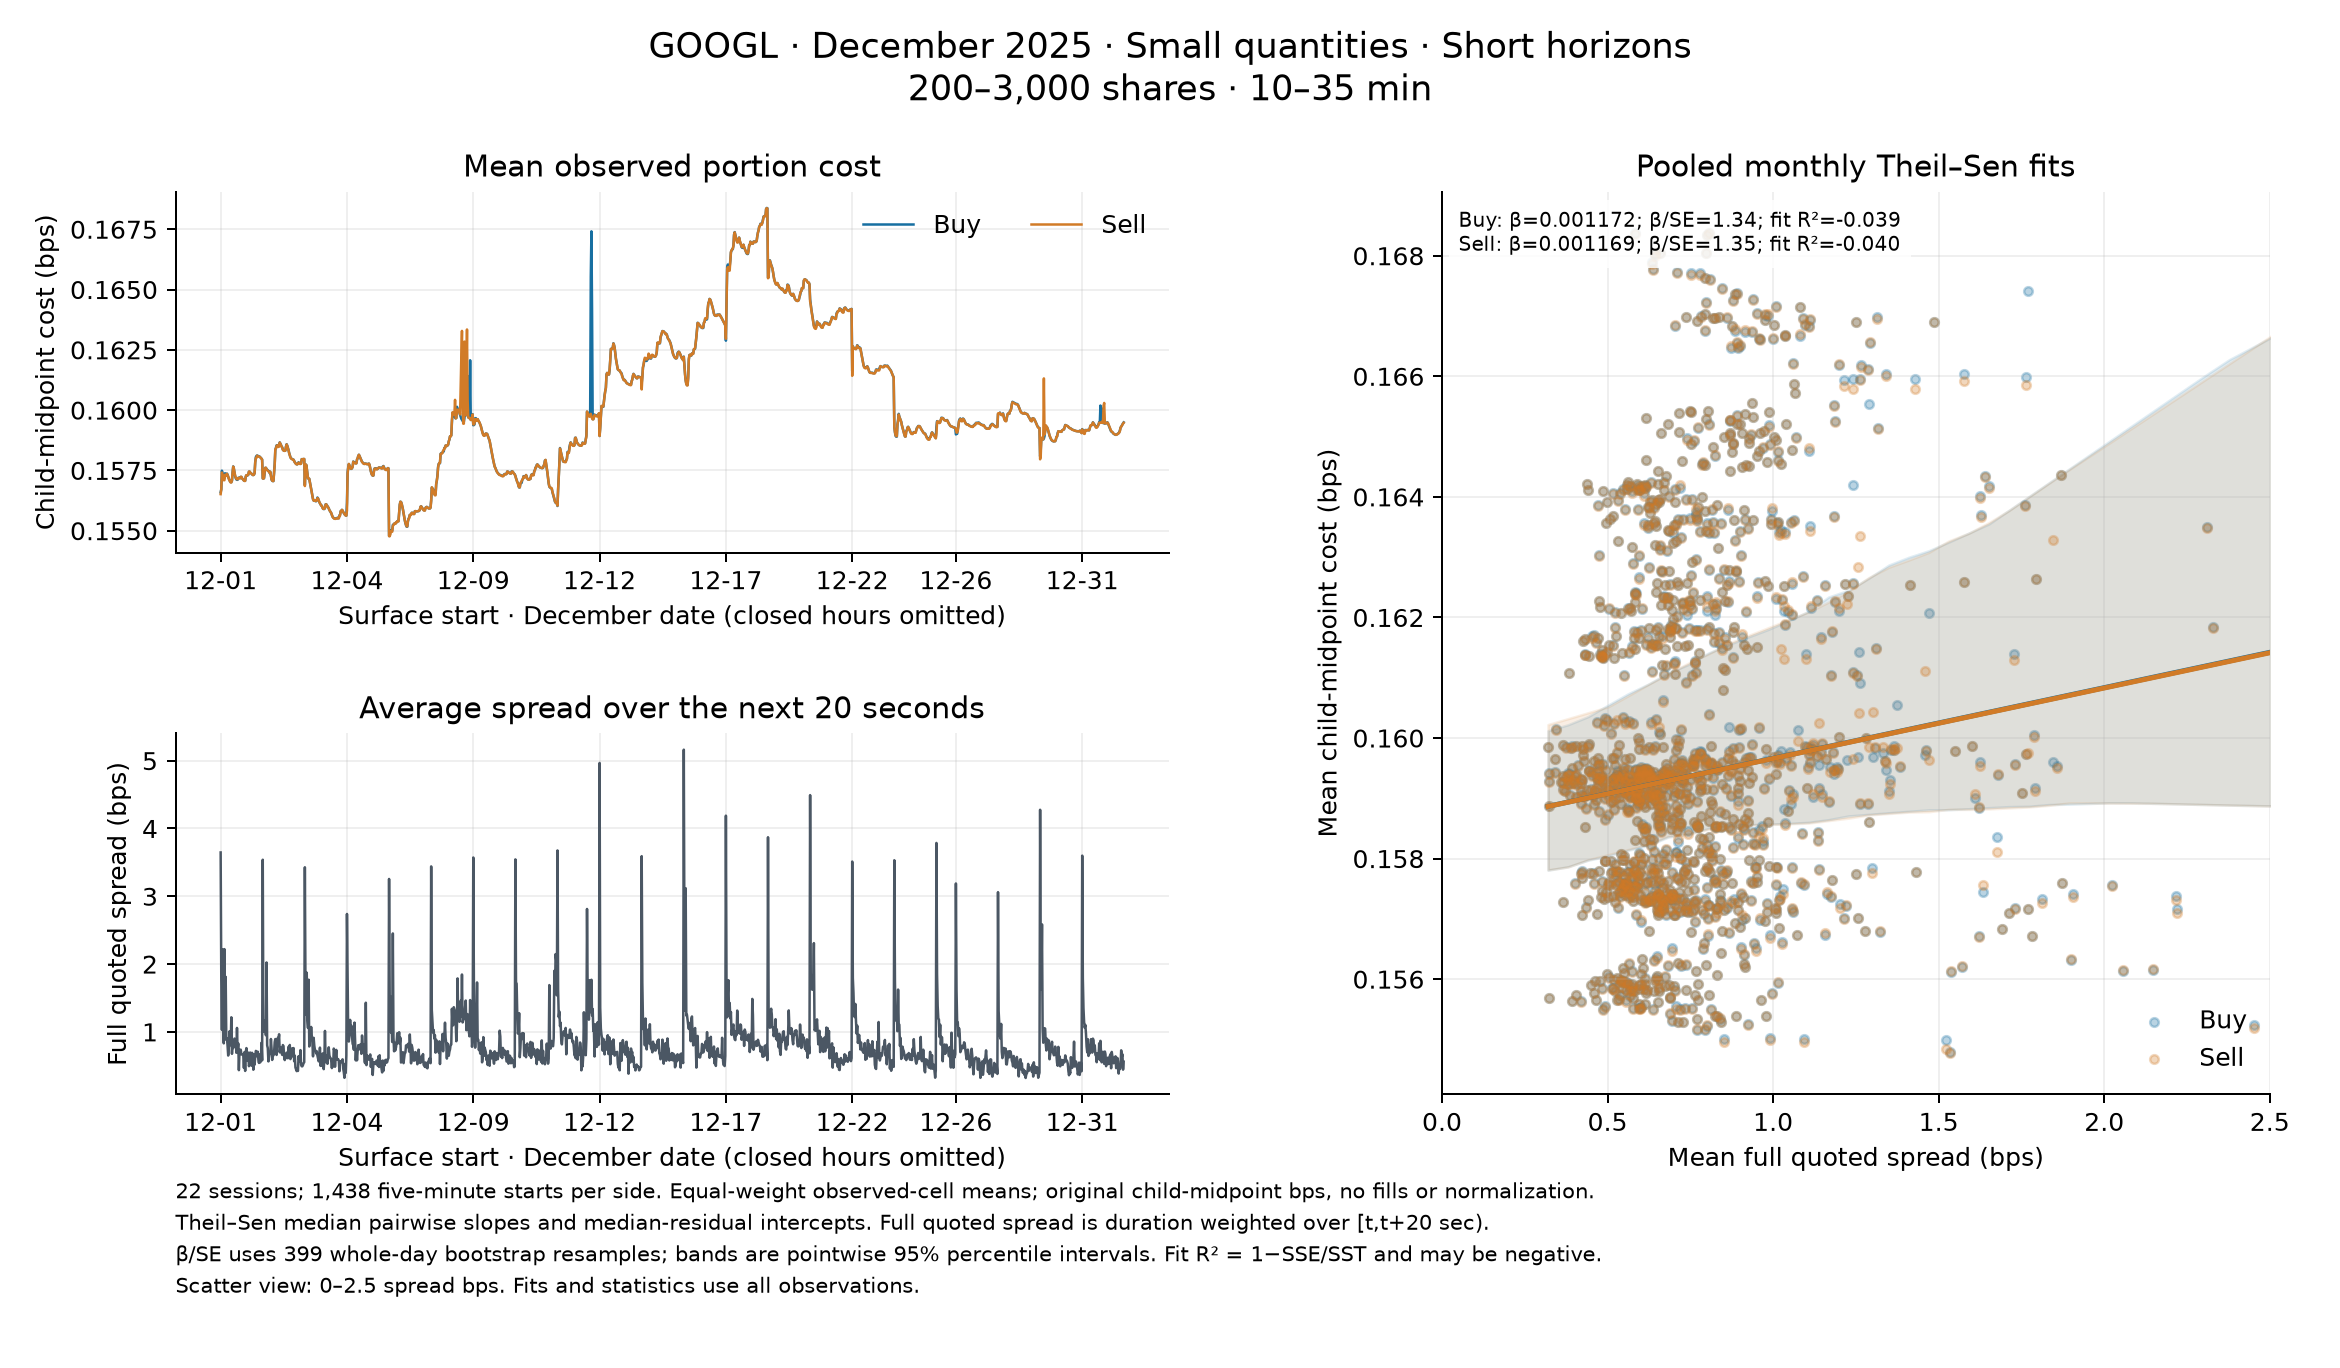 GOOGL · December 2025 · Small quantities · Short horizons
200–3,000 shares · 10–35 min
Mean observed portion cost
Child-midpoint cost (bps)
0.1675
0.1650
0.1625
0.1600
0.1575
0.1550
Buy
Sell
12-01
12-04
12-09
12-12
12-17
12-22
12-26
12-31
Surface start · December date (closed hours omitted)
Average spread over the next 20 seconds
Full quoted spread (bps)
5
4
3
2
1
12-01
12-04
12-09
12-12
12-17
12-22
12-26
12-31
Surface start · December date (closed hours omitted)
Pooled monthly Theil–Sen fits
Buy: β=0.001172; β/SE=1.34; fit R²=-0.039
Sell: β=0.001169; β/SE=1.35; fit R²=-0.040
Mean child-midpoint cost (bps)
0.168
0.166
0.164
0.162
0.160
0.158
0.156
Buy
Sell
0.0
0.5
1.0
1.5
2.0
2.5
Mean full quoted spread (bps)
22 sessions; 1,438 five-minute starts per side. Equal-weight observed-cell means; original child-midpoint bps, no fills or normalization.
Theil–Sen median pairwise slopes and median-residual intercepts. Full quoted spread is duration weighted over [t,t+20 sec).
β/SE uses 399 whole-day bootstrap resamples; bands are pointwise 95% percentile intervals. Fit R² = 1−SSE/SST and may be negative.
Scatter view: 0–2.5 spread bps. Fits and statistics use all observations.